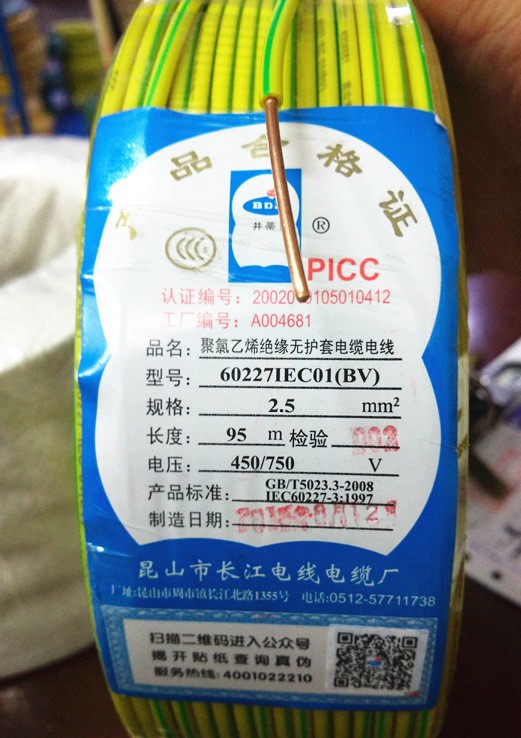 产品合格证
BD
井蒂
®
PICC
认证编号：20020 0105010412
工厂编号：A004681
品名：聚氯乙烯绝缘无护套电缆电线
型号：60227IEC01(BV)
规格：2.5 mm²
长度：95 m 检验 002
电压：450/750 V
产品标准：GB/T5023.3-2008
IEC60227-3:1997
制造日期：
昆山市长江电线电缆厂
厂址:昆山市周市镇长江北路1355号 电话:0512-57711738
扫描二维码进入公众号
揭开贴纸查询真伪
服务热线：4001022210